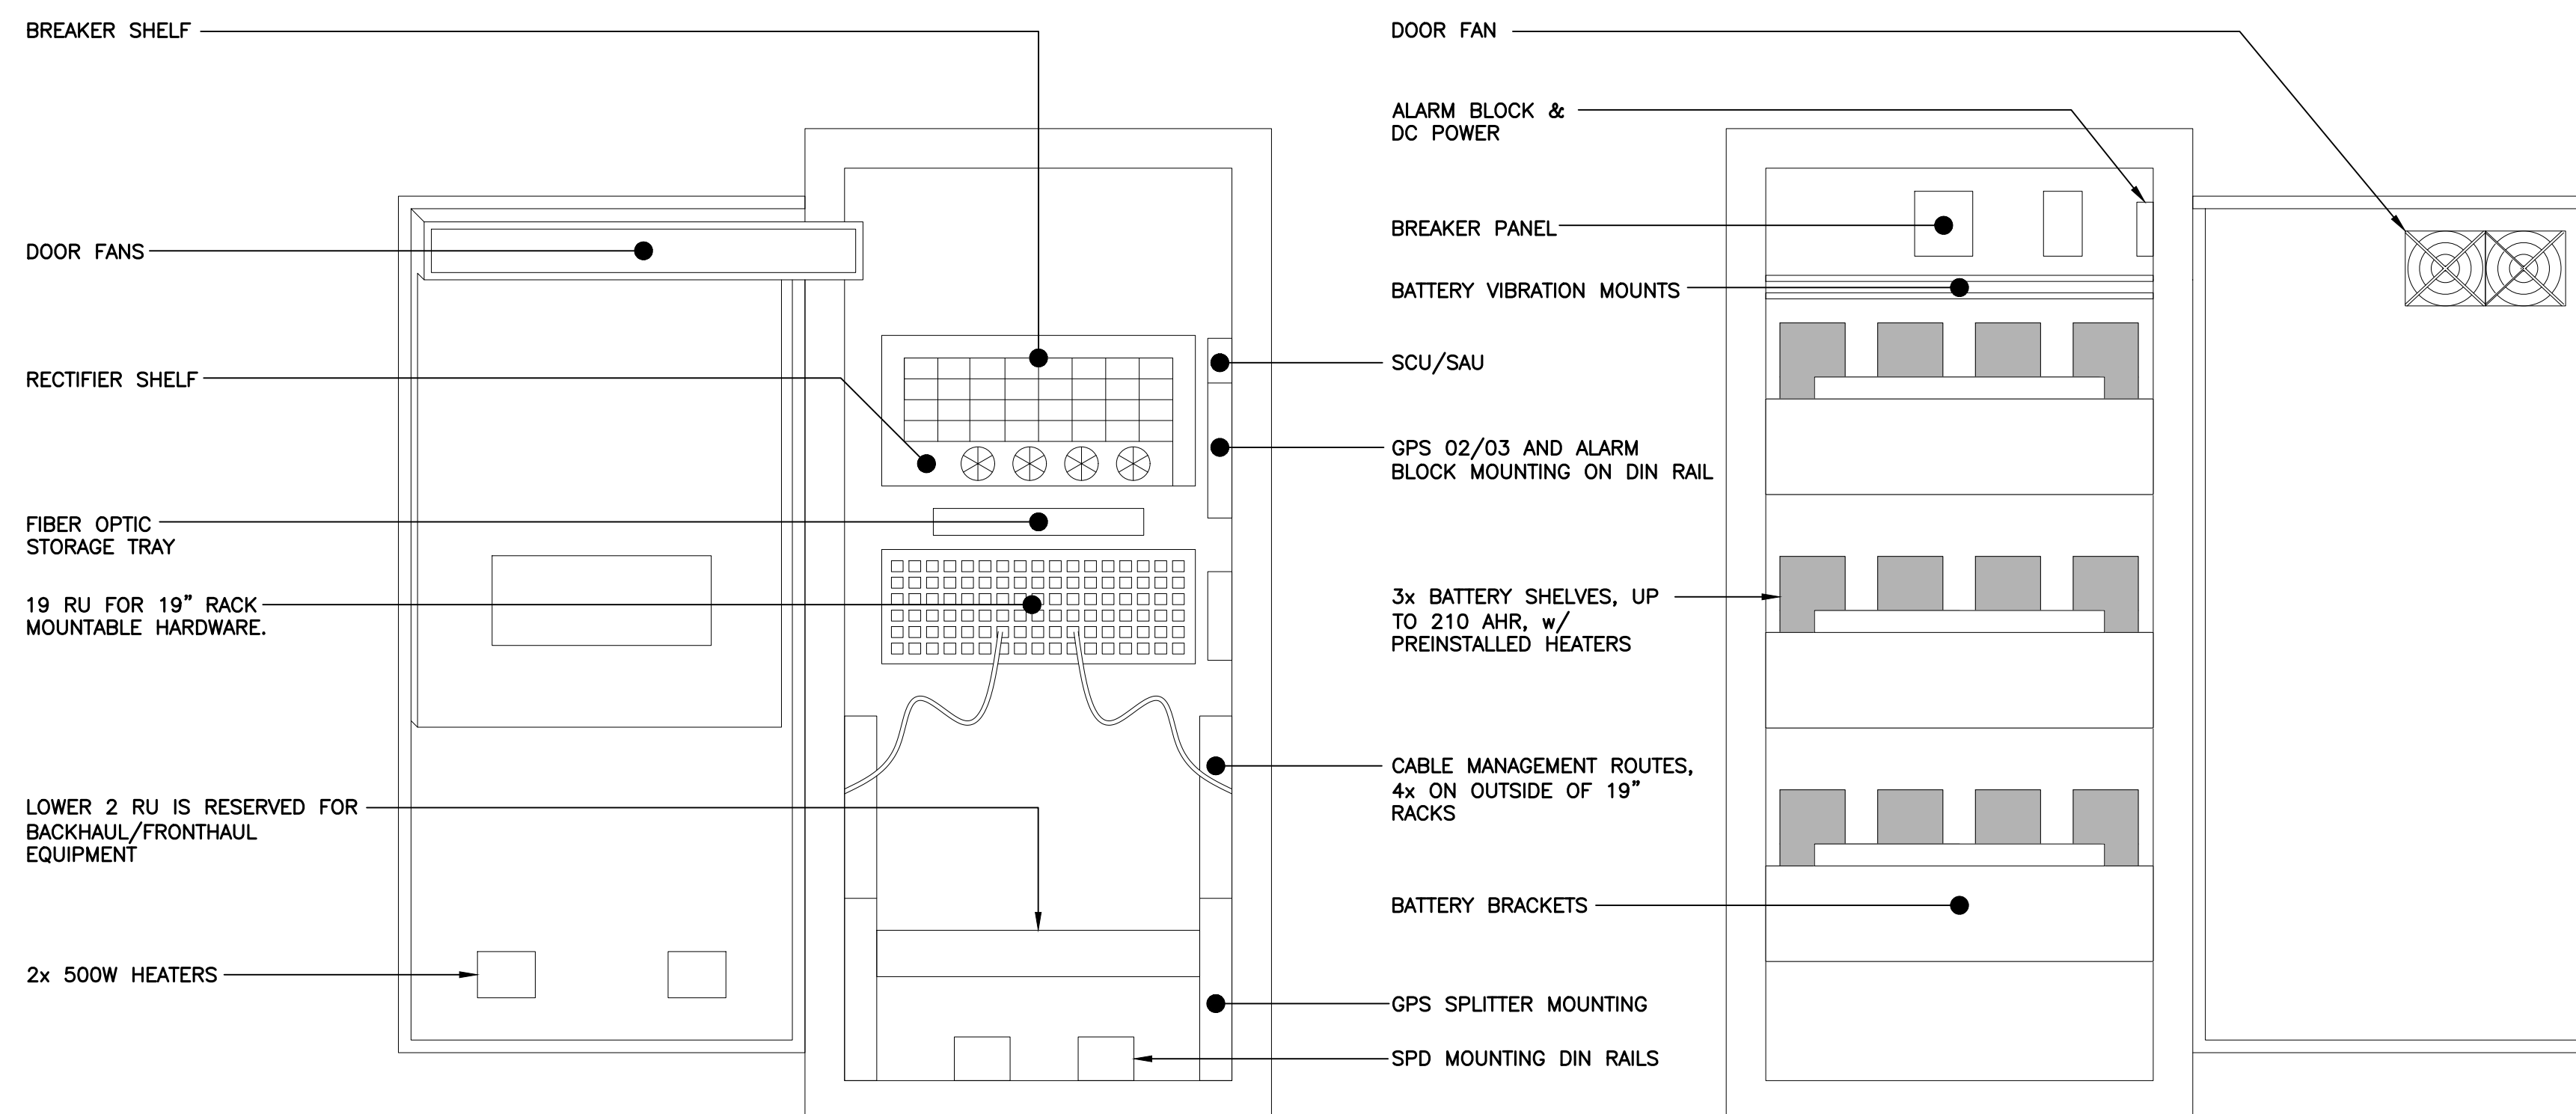 BREAKER SHELF
DOOR FANS
RECTIFIER SHELF
FIBER OPTIC
STORAGE TRAY
19 RU FOR 19" RACK
MOUNTABLE HARDWARE.
LOWER 2 RU IS RESERVED FOR
BACKHAUL/FRONTHAUL
EQUIPMENT
2x 500W HEATERS
DOOR FAN
ALARM BLOCK &
DC POWER
BREAKER PANEL
BATTERY VIBRATION MOUNTS
SCU/SAU
GPS 02/03 AND ALARM
BLOCK MOUNTING ON DIN RAIL
3x BATTERY SHELVES, UP
TO 210 AHR, w/
PREINSTALLED HEATERS
CABLE MANAGEMENT ROUTES,
4x ON OUTSIDE OF 19"
RACKS
BATTERY BRACKETS
GPS SPLITTER MOUNTING
SPD MOUNTING DIN RAILS